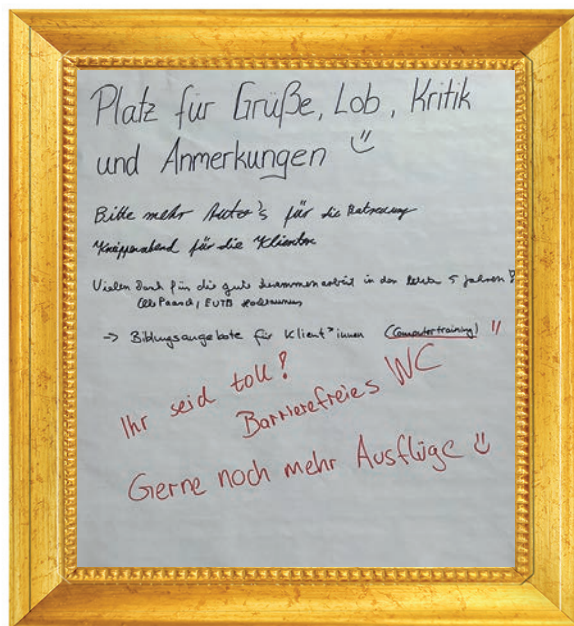 Platz für Grüße, Lob, Kritik
und Anmerkungen
Bitte mehr Auto's für die Betreuung
Kneippenabend für die Klienten
Vielen Dank für die gute Zusammenarbeit in den letzten 5 Jahren!
EUTB
-> Bildungsangebote für Klient*innen (Computertraining) !!
Ihr seid toll!
Barrierefreies WC
Gerne noch mehr Ausflüge